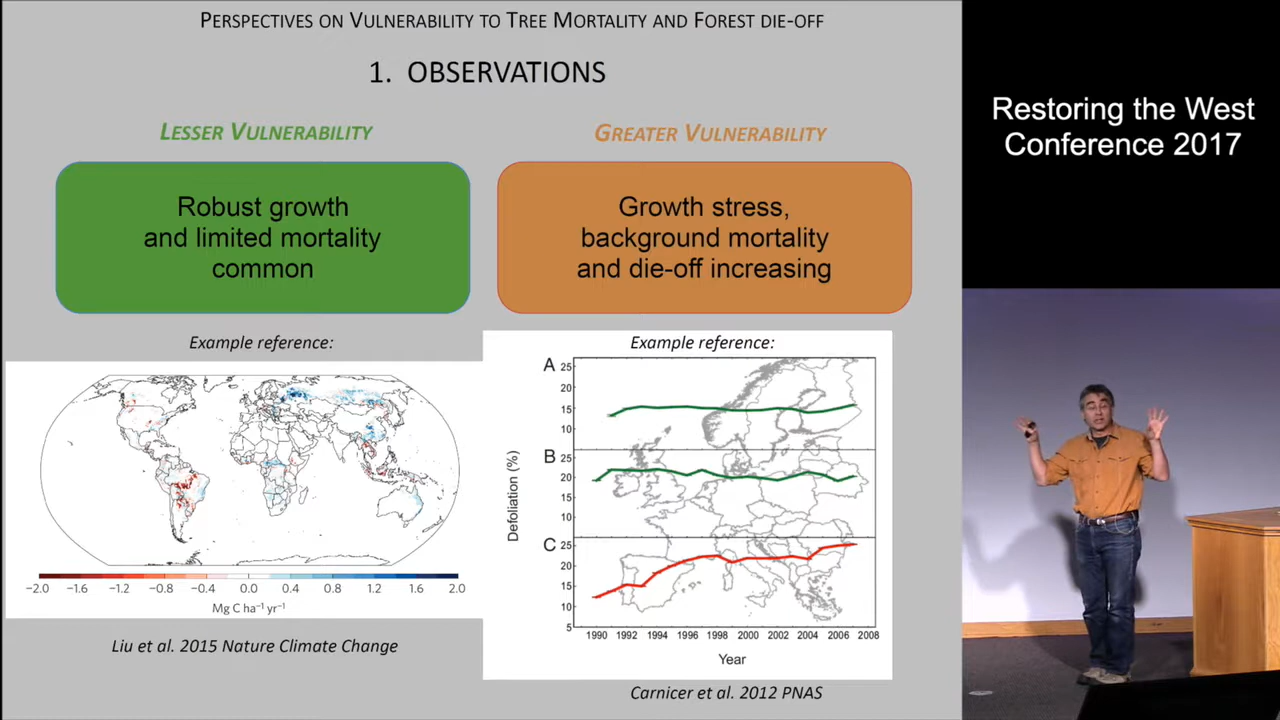 PERSPECTIVES ON VULNERABILITY TO TREE MORTALITY AND FOREST DIE-OFF
1. OBSERVATIONS
LESSER VULNERABILITY
Robust growth
and limited mortality
common
Example reference:
-2.0 -1.6 -1.2 -0.8 -0.4 0.0 0.4 0.8 1.2 1.6 2.0
Mg C ha⁻¹ yr⁻¹
Liu et al. 2015 Nature Climate Change
GREATER VULNERABILITY
Growth stress,
background mortality
and die-off increasing
Example reference:
A
25
20
15
10
B
25
20
15
10
C
25
20
15
10
5
Defoliation (%)
1990 1992 1994 1996 1998 2000 2002 2004 2006 2008
Year
Carnicer et al. 2012 PNAS
Restoring the West
Conference 2017